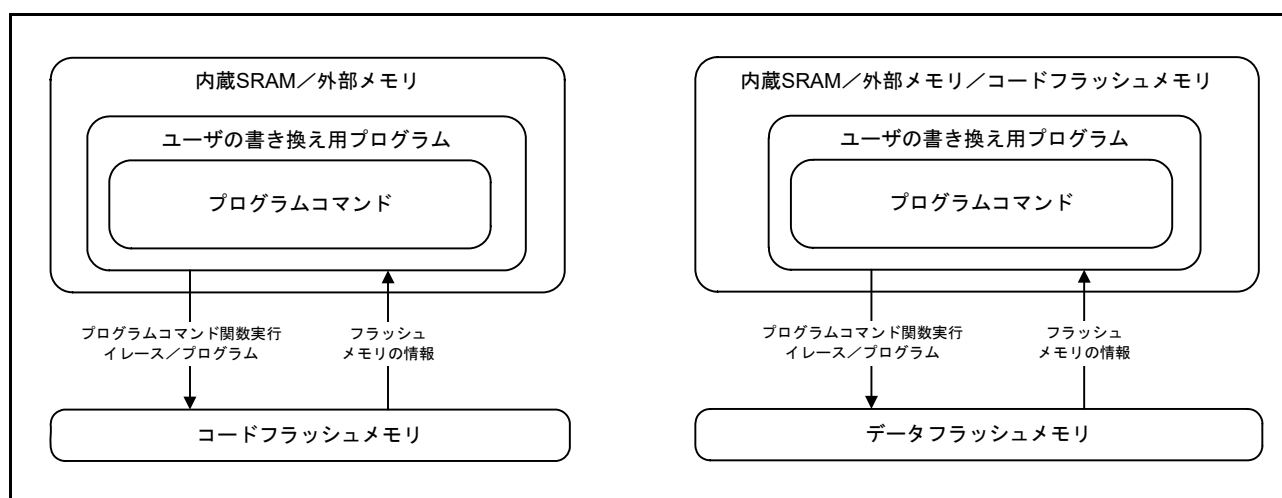 内蔵SRAM／外部メモリ
ユーザの書き換え用プログラム
プログラムコマンド
プログラムコマンド関数実行
イレース／プログラム
フラッシュ
メモリの情報
コードフラッシュメモリ
内蔵SRAM／外部メモリ／コードフラッシュメモリ
ユーザの書き換え用プログラム
プログラムコマンド
プログラムコマンド関数実行
イレース／プログラム
フラッシュ
メモリの情報
データフラッシュメモリ